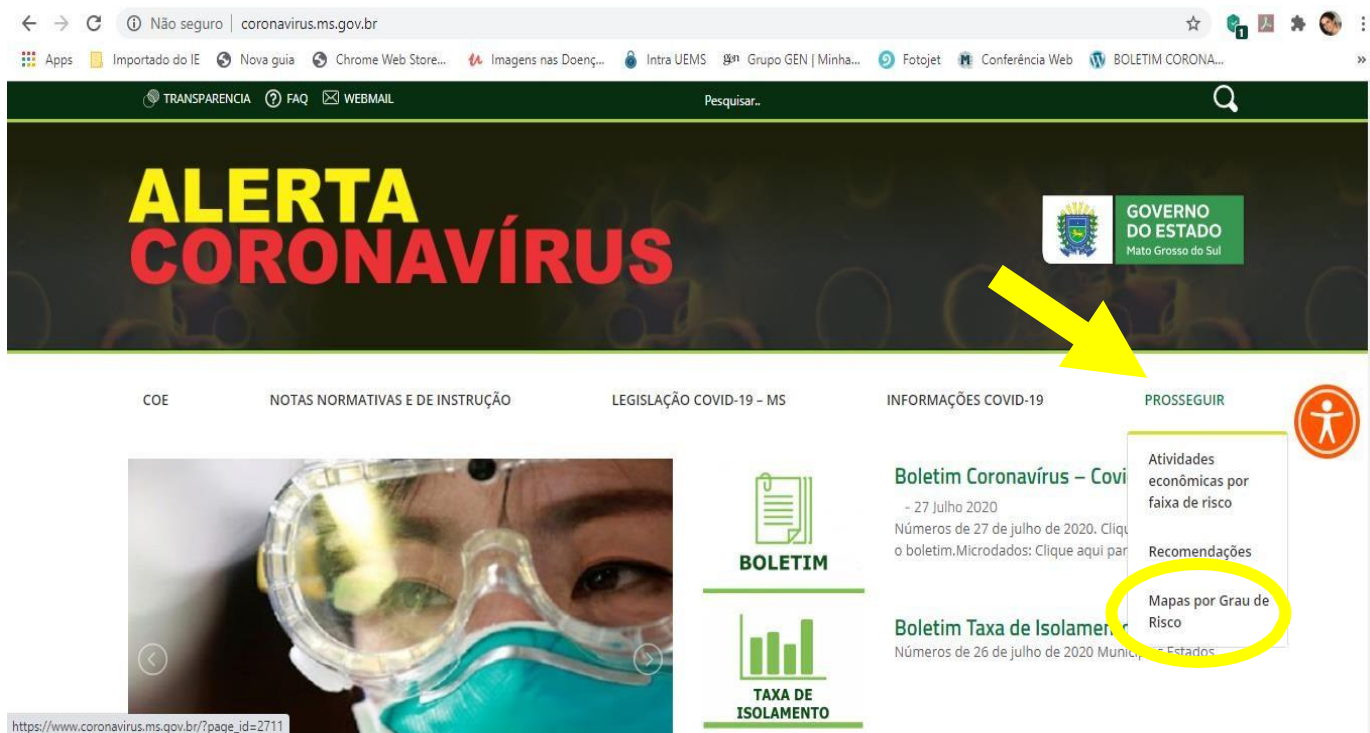 Não seguro | coronavirus.ms.gov.br
1
Apps Importado do IE Nova guia Chrome Web Store... Imagens nas Doenç... Intra UEMS gen Grupo GEN | Minha... Fotojet Conferência Web BOLETIM CORONA... »
TRANSPARENCIA FAQ WEBMAIL Pesquisar..
ALERTA
CORONAVÍRUS
GOVERNO
DO ESTADO
Mato Grosso do Sul
COE NOTAS NORMATIVAS E DE INSTRUÇÃO LEGISLAÇÃO COVID-19 – MS INFORMAÇÕES COVID-19 PROSSEGUIR
Atividades
econômicas por
faixa de risco
Recomendações
Mapas por Grau de
Risco
BOLETIM
Boletim Coronavírus – Covi
- 27 Julho 2020
Números de 27 de julho de 2020. Cliqu
o boletim.Microdados: Clique aqui par
TAXA DE
ISOLAMENTO
Boletim Taxa de Isolamen
Números de 26 de julho de 2020 Estados
https://www.coronavirus.ms.gov.br/?page_id=2711